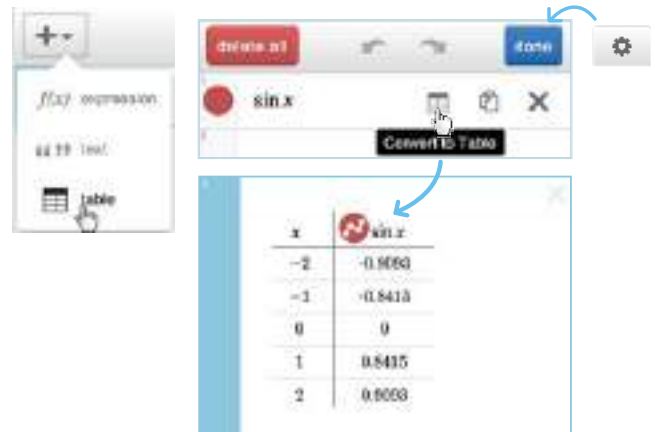 f(x) expression
" " text
table
delete all
done
sin x
Convert to Table
x sin x
−2 -0.9093
−1 -0.8415
0 0
1 0.8415
2 0.9093